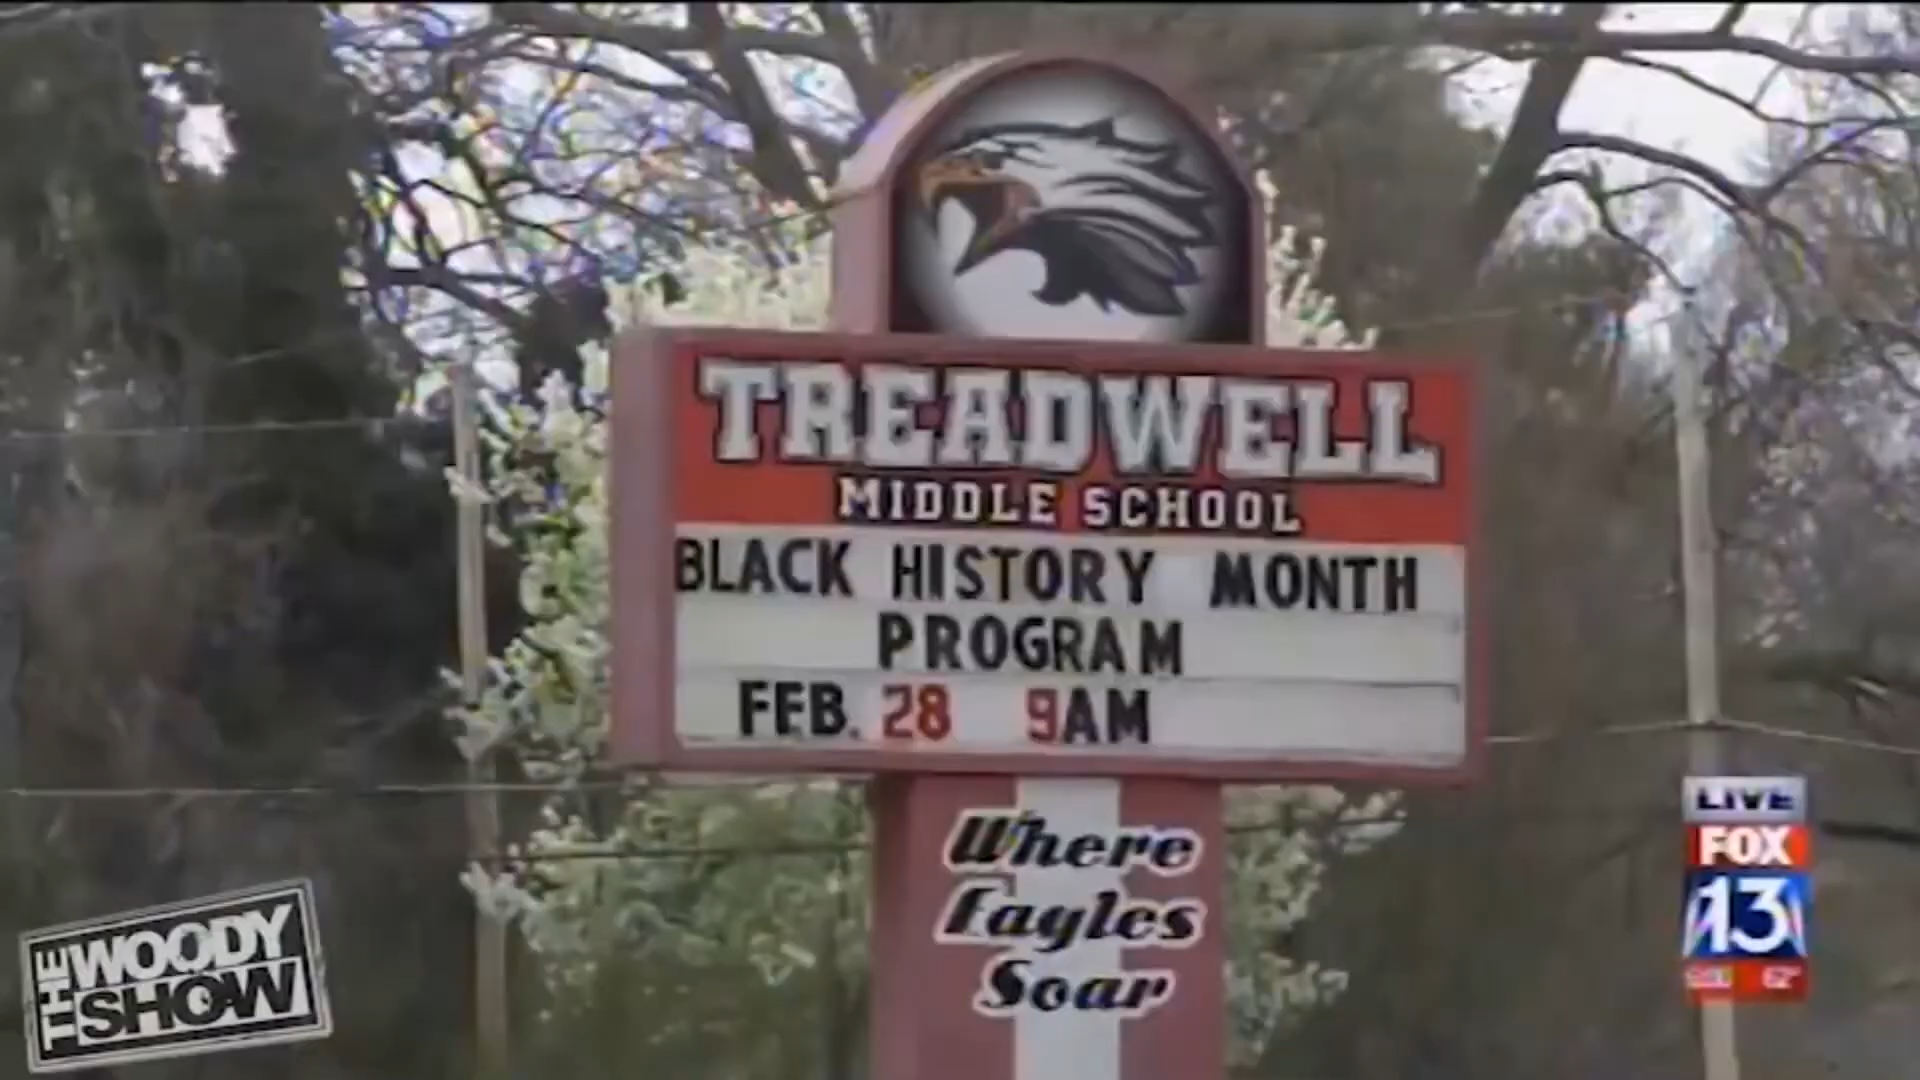 TREADWELL
MIDDLE SCHOOL
BLACK HISTORY MONTH
PROGRAM
FEB. 28 9AM
Where
Eagles
Soar
THE WOODY SHOW
LIVE
FOX
13
62°